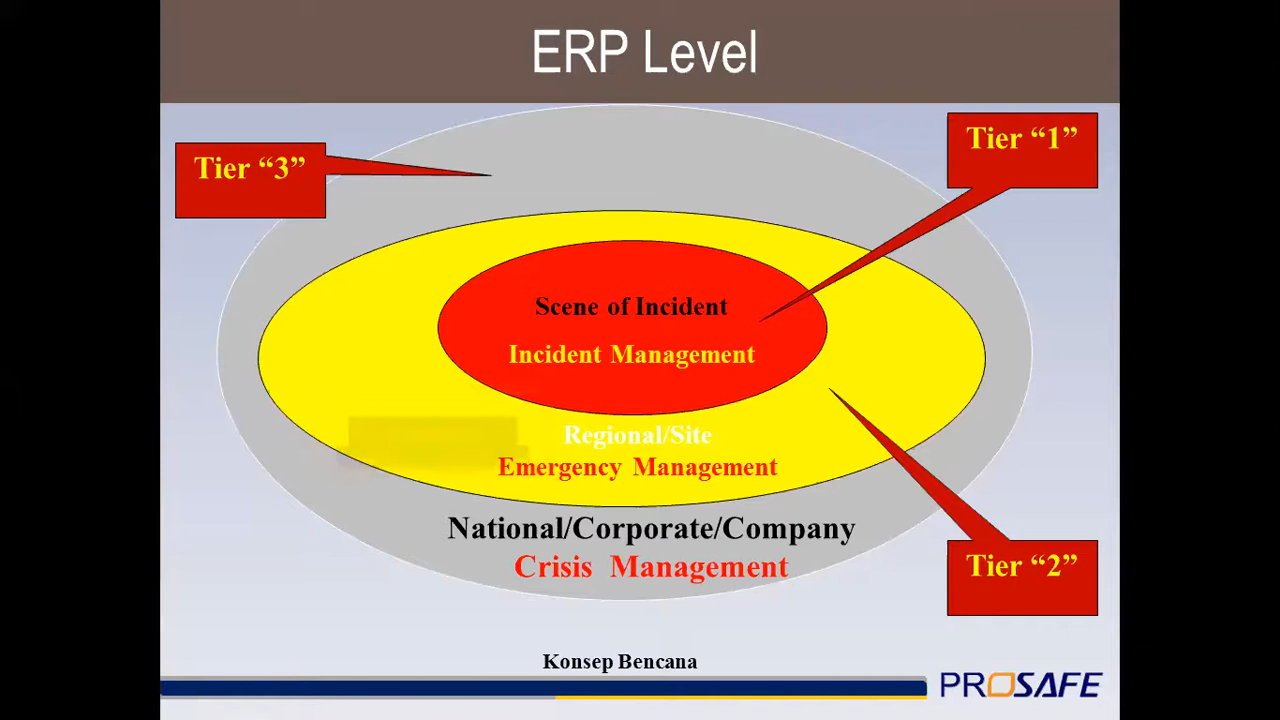 ERP Level
Tier “3”
Tier “1”
Scene of Incident
Incident Management
Regional/Site
Emergency Management
National/Corporate/Company
Crisis Management
Tier “2”
Konsep Bencana
PROSAFE